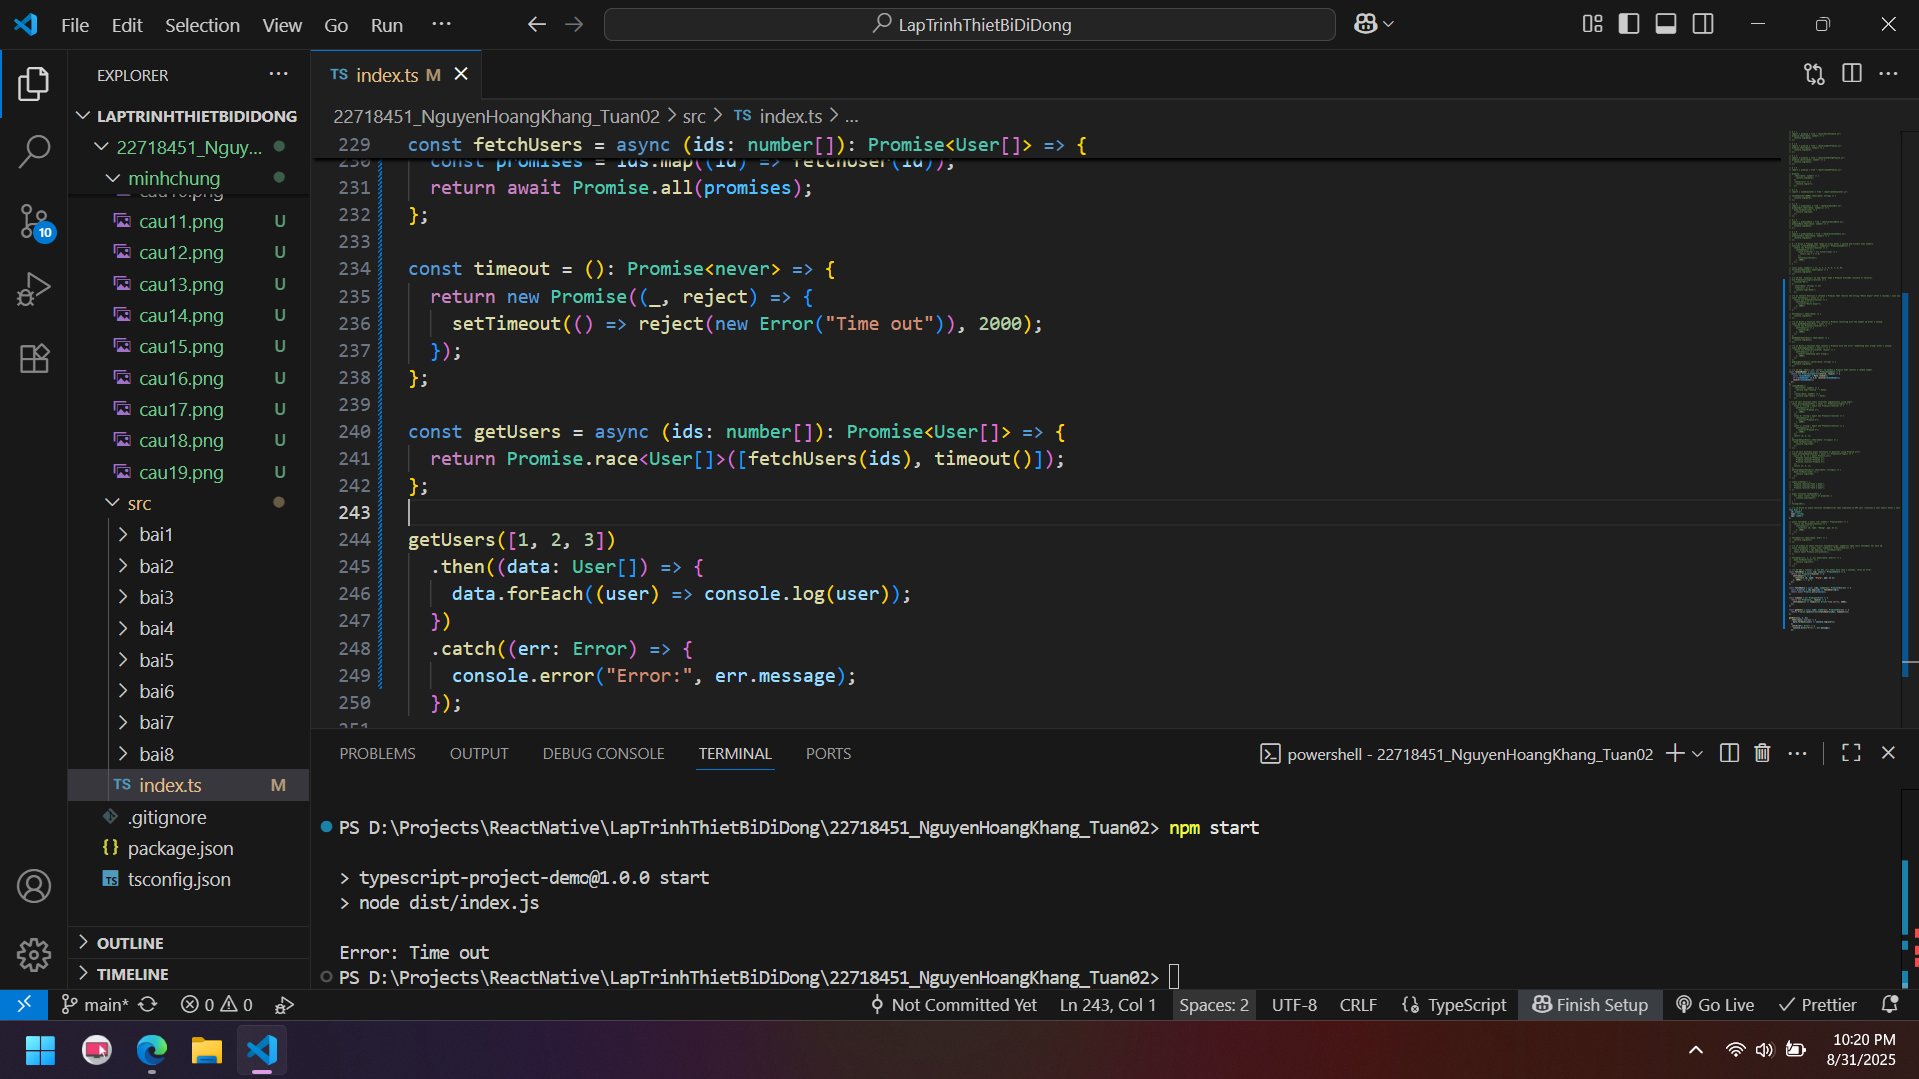 File Edit Selection View Go Run ... LapTrinhThietBiDiDong
EXPLORER
LAPTRINHTHIETBIDIDONG
22718451_Nguy...
minhchung
cau11.png U
cau12.png U
cau13.png U
cau14.png U
cau15.png U
cau16.png U
cau17.png U
cau18.png U
cau19.png U
src
bai1
bai2
bai3
bai4
bai5
bai6
bai7
bai8
TS index.ts M
.gitignore
{} package.json
TS tsconfig.json
OUTLINE
TIMELINE
10
TS index.ts M
22718451_NguyenHoangKhang_Tuan02 > src > TS index.ts > ...
229 const fetchUsers = async (ids: number[]): Promise<User[]> => {
230 const promises = ids.map((id) => fetchUser(id));
231 return await Promise.all(promises);
232 };
233
234 const timeout = (): Promise<never> => {
235 return new Promise((_, reject) => {
236 setTimeout(() => reject(new Error("Time out")), 2000);
237 });
238 };
239
240 const getUsers = async (ids: number[]): Promise<User[]> => {
241 return Promise.race<User[]>([fetchUsers(ids), timeout()]);
242 };
243
244 getUsers([1, 2, 3])
245 .then((data: User[]) => {
246 data.forEach((user) => console.log(user));
247 })
248 .catch((err: Error) => {
249 console.error("Error:", err.message);
250 });
251
PROBLEMS OUTPUT DEBUG CONSOLE TERMINAL PORTS
powershell - 22718451_NguyenHoangKhang_Tuan02
PS D:\Projects\ReactNative\LapTrinhThietBiDiDong\22718451_NguyenHoangKhang_Tuan02> npm start
> typescript-project-demo@1.0.0 start
> node dist/index.js
Error: Time out
PS D:\Projects\ReactNative\LapTrinhThietBiDiDong\22718451_NguyenHoangKhang_Tuan02>
main* 0 0 Not Committed Yet Ln 243, Col 1 Spaces: 2 UTF-8 CRLF {} TypeScript Finish Setup Go Live Prettier
10:20 PM
8/31/2025